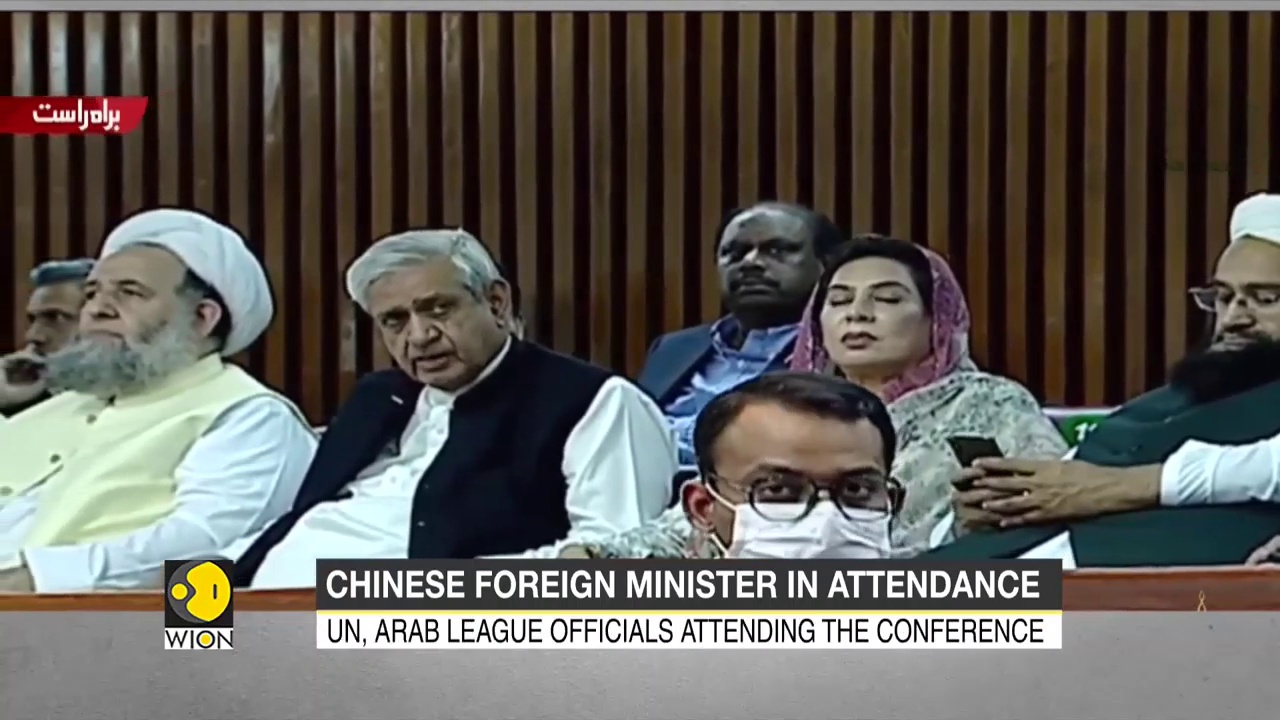 براہ راست
CHINESE FOREIGN MINISTER IN ATTENDANCE
WION
UN, ARAB LEAGUE OFFICIALS ATTENDING THE CONFERENCE